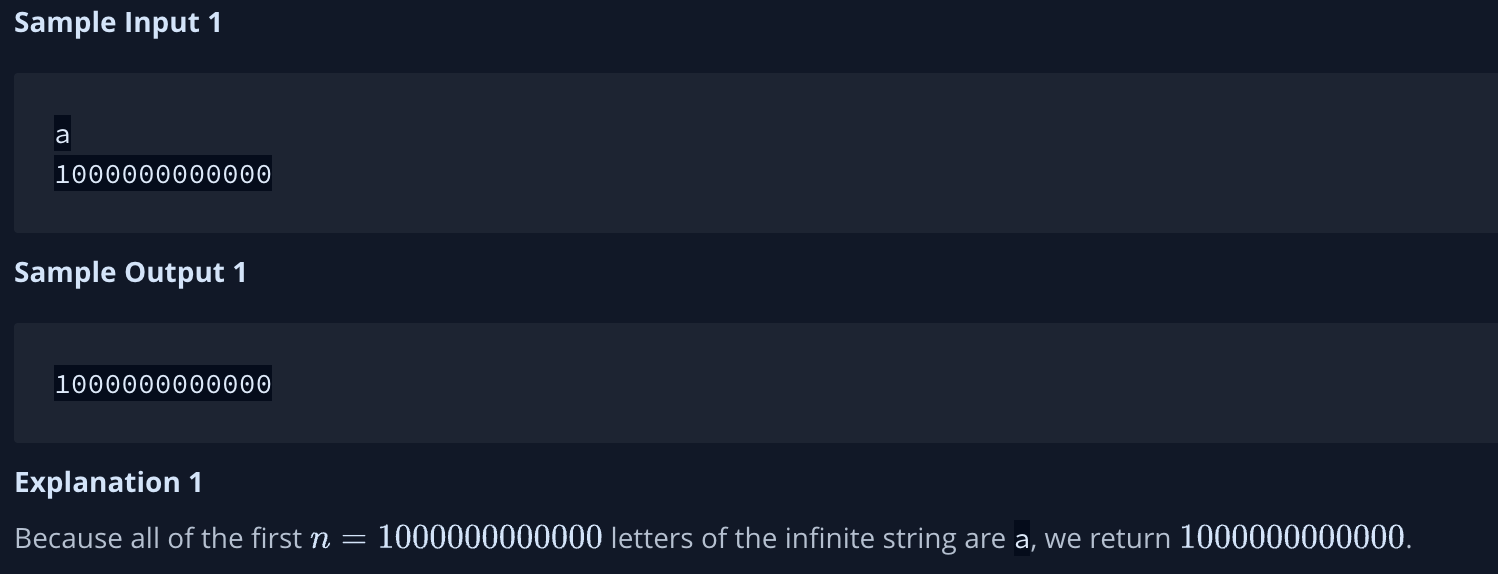 Sample Input 1
a
1000000000000
Sample Output 1
1000000000000
Explanation 1
Because all of the first n = 1000000000000 letters of the infinite string are a, we return 1000000000000.